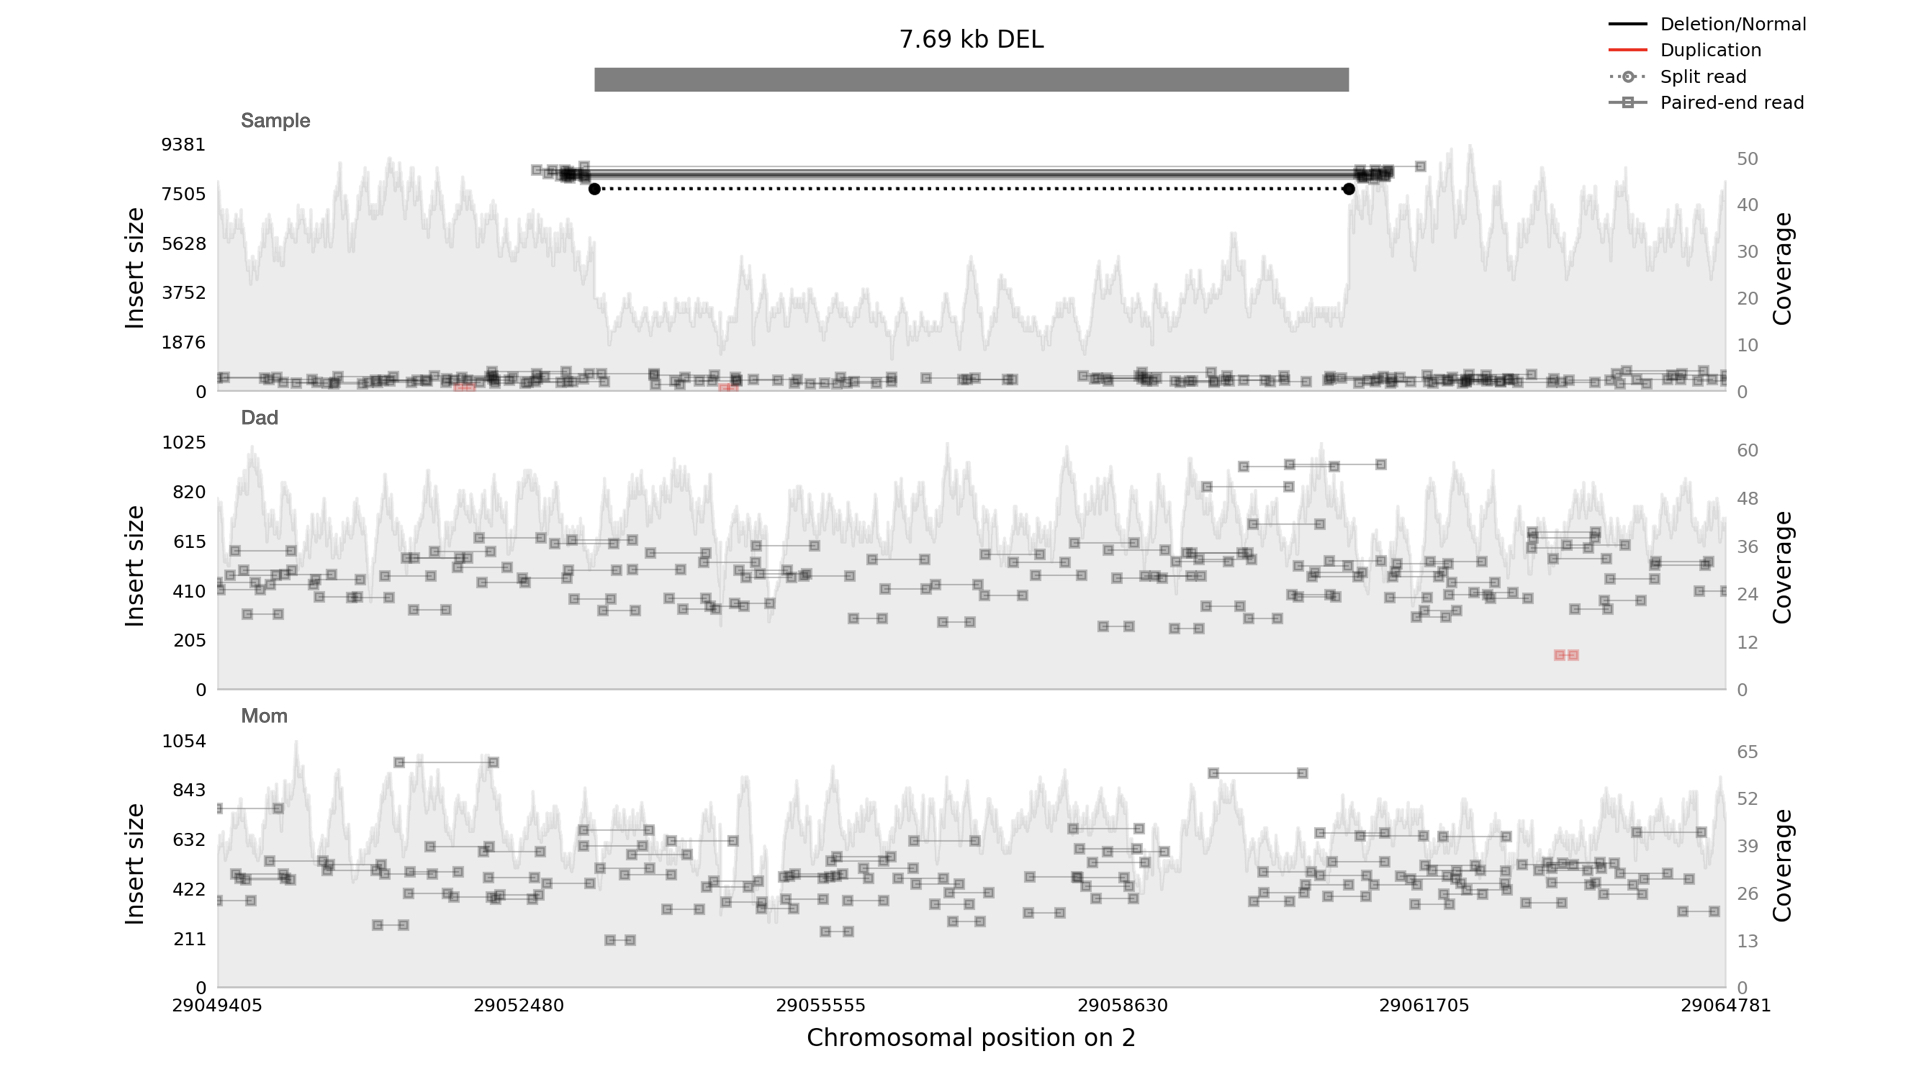 7.69 kb DEL
Deletion/Normal
Duplication
Split read
Paired-end read
Sample
9381
7505
5628
3752
1876
0
Insert size
50
40
30
20
10
0
Coverage
Dad
1025
820
615
410
205
0
Insert size
60
48
36
24
12
0
Coverage
Mom
1054
843
632
422
211
0
Insert size
65
52
39
26
13
0
Coverage
29049405
29052480
29055555
29058630
29061705
29064781
Chromosomal position on 2